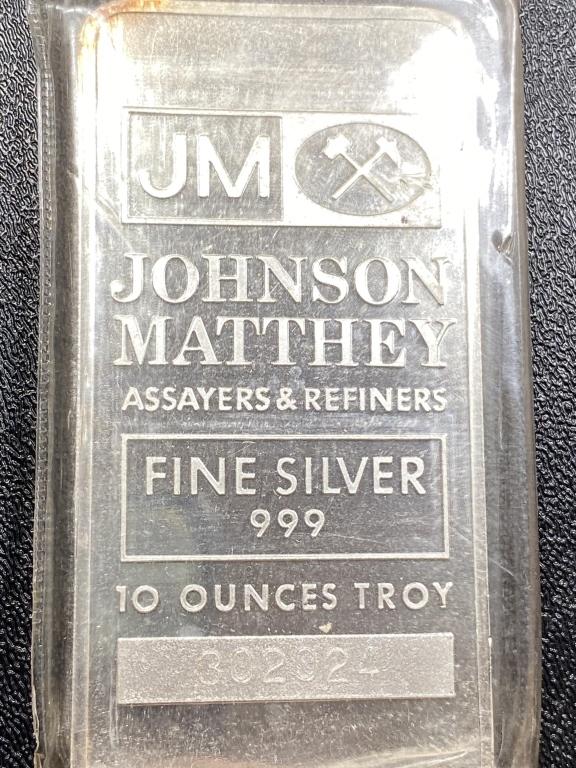 JM
JOHNSON
MATTHEY
ASSAYERS & REFINERS
FINE SILVER
999
10 OUNCES TROY
302924